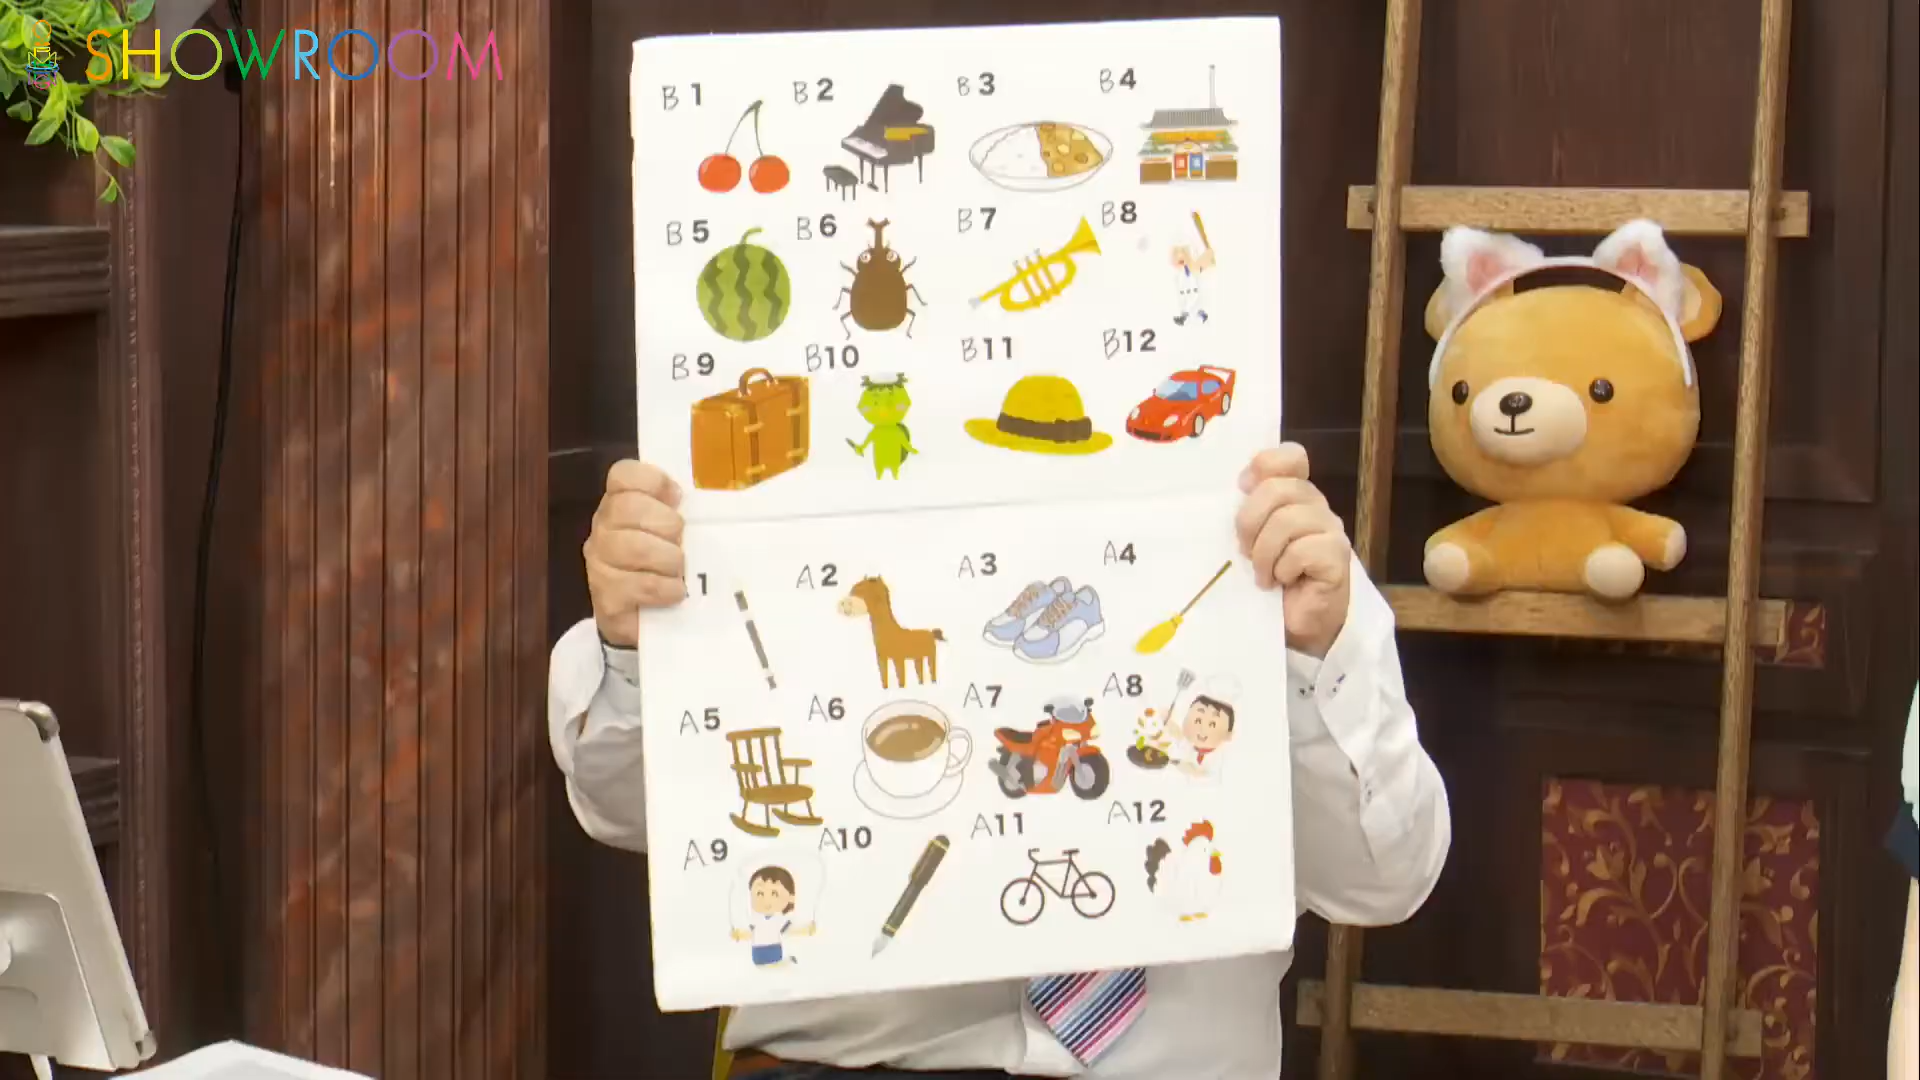 SHOWROOM
B1 B2 B3 B4
B5 B6 B7 B8
B9 B10 B11 B12
1 A2 A3 A4
A5 A6 A7 A8
A9 A10 A11 A12